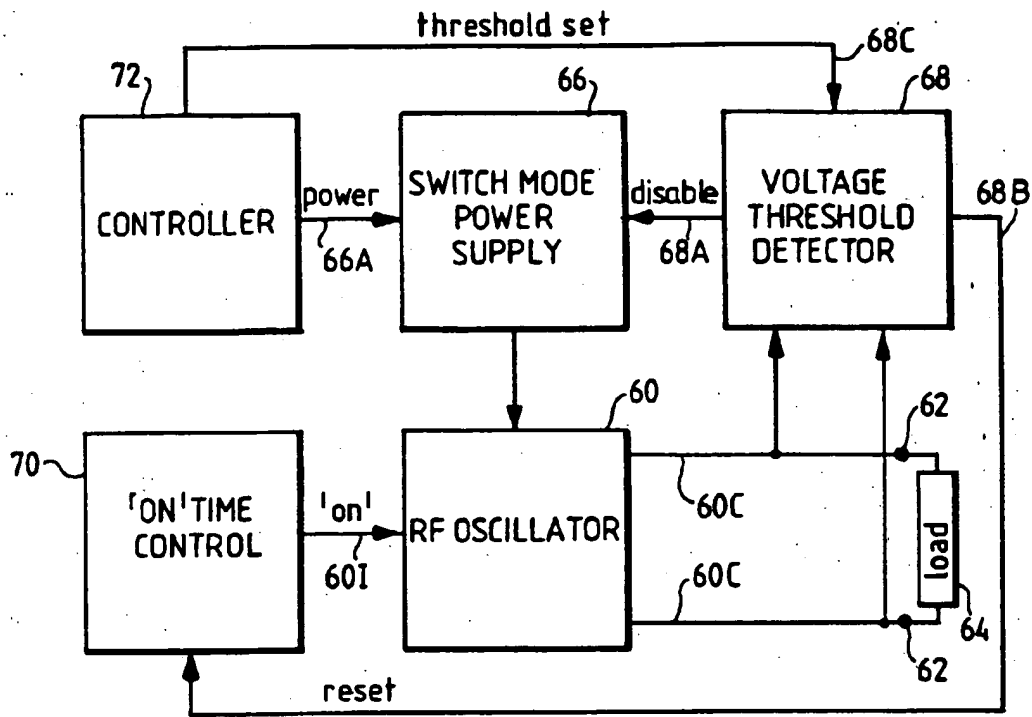 threshold set
68C
72
66
68
CONTROLLER
power
66A
SWITCH MODE
POWER
SUPPLY
disable
68A
VOLTAGE
THRESHOLD
DETECTOR
68B
70
'ON' TIME
CONTROL
'on'
60I
60
RF OSCILLATOR
60C
60C
62
load
64
62
reset